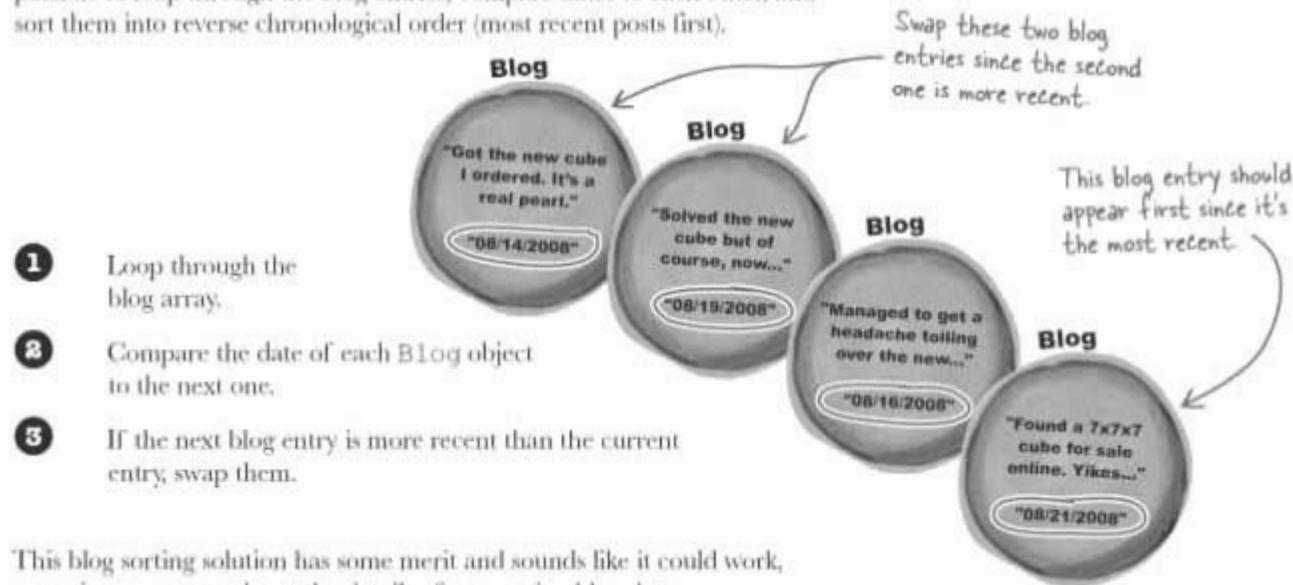 sort them into reverse chronological order (most recent posts first).
Swap these two blog
entries since the second
one is more recent.
Blog
"Got the new cube
I ordered. It's a
real pearl."
"08/14/2008"
Blog
"Solved the new
cube but of
course, now..."
"08/19/2008"
Blog
"Managed to get a
headache toiling
over the new..."
"08/16/2008"
This blog entry should
appear first since it's
the most recent.
Blog
"Found a 7x7x7
cube for sale
online. Yikes..."
"08/21/2008"
1 Loop through the
blog array.
2 Compare the date of each Blog object
to the next one.
3 If the next blog entry is more recent than the current
entry, swap them.
This blog sorting solution has some merit and sounds like it could work,